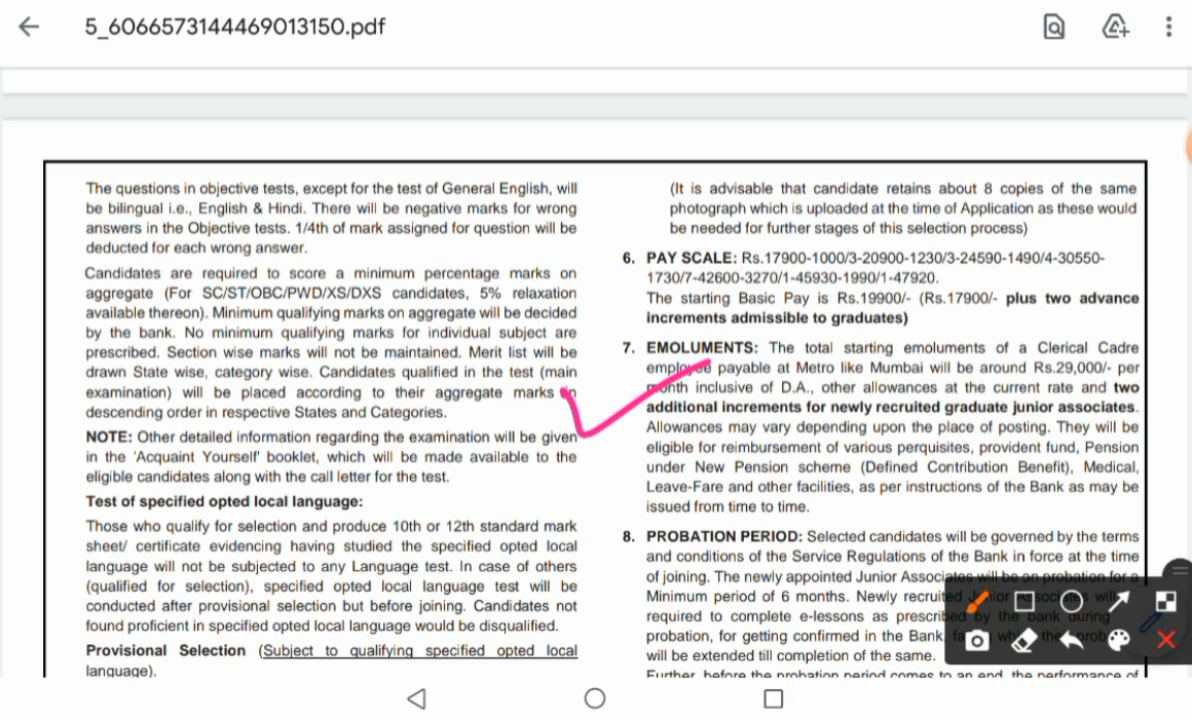 5_6066573144469013150.pdf
The questions in objective tests, except for the test of General English, will
be bilingual i.e., English & Hindi. There will be negative marks for wrong
answers in the Objective tests. 1/4th of mark assigned for question will be
deducted for each wrong answer.
Candidates are required to score a minimum percentage marks on
aggregate (For SC/ST/OBC/PWD/XS/DXS candidates, 5% relaxation
available thereon). Minimum qualifying marks on aggregate will be decided
by the bank. No minimum qualifying marks for individual subject are
prescribed. Section wise marks will not be maintained. Merit list will be
drawn State wise, category wise. Candidates qualified in the test (main
examination) will be placed according to their aggregate marks in
descending order in respective States and Categories.
NOTE: Other detailed information regarding the examination will be given
in the 'Acquaint Yourself' booklet, which will be made available to the
eligible candidates along with the call letter for the test.
Test of specified opted local language:
Those who qualify for selection and produce 10th or 12th standard mark
sheet/ certificate evidencing having studied the specified opted local
language will not be subjected to any Language test. In case of others
(qualified for selection), specified opted local language test will be
conducted after provisional selection but before joining. Candidates not
found proficient in specified opted local language would be disqualified.
Provisional Selection (Subject to qualifying specified opted local
language).
(It is advisable that candidate retains about 8 copies of the same
photograph which is uploaded at the time of Application as these would
be needed for further stages of this selection process)
6. PAY SCALE: Rs.17900-1000/3-20900-1230/3-24590-1490/4-30550-
1730/7-42600-3270/1-45930-1990/1-47920.
The starting Basic Pay is Rs.19900/- (Rs.17900/- plus two advance
increments admissible to graduates)
7. EMOLUMENTS: The total starting emoluments of a Clerical Cadre
employee payable at Metro like Mumbai will be around Rs.29,000/- per
month inclusive of D.A., other allowances at the current rate and two
additional increments for newly recruited graduate junior associates.
Allowances may vary depending upon the place of posting. They will be
eligible for reimbursement of various perquisites, provident fund, Pension
under New Pension scheme (Defined Contribution Benefit), Medical,
Leave-Fare and other facilities, as per instructions of the Bank as may be
issued from time to time.
8. PROBATION PERIOD: Selected candidates will be governed by the terms
and conditions of the Service Regulations of the Bank in force at the time
of joining. The newly appointed Junior Associates will be on probation for a
Minimum period of 6 months. Newly recruited Junior Associates will
required to complete e-lessons as prescribed by the bank during
probation, for getting confirmed in the Bank,
will be extended till completion of the same.
Further, before the probation period comes to an end, the performance of